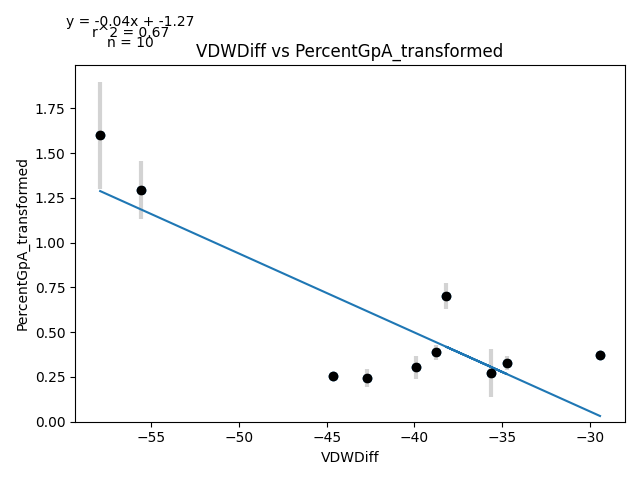 y = -0.04x + -1.27
r^2 = 0.67
n = 10
VDWDiff vs PercentGpA_transformed
PercentGpA_transformed
1.75
1.50
1.25
1.00
0.75
0.50
0.25
0.00
−55
−50
−45
−40
−35
−30
VDWDiff